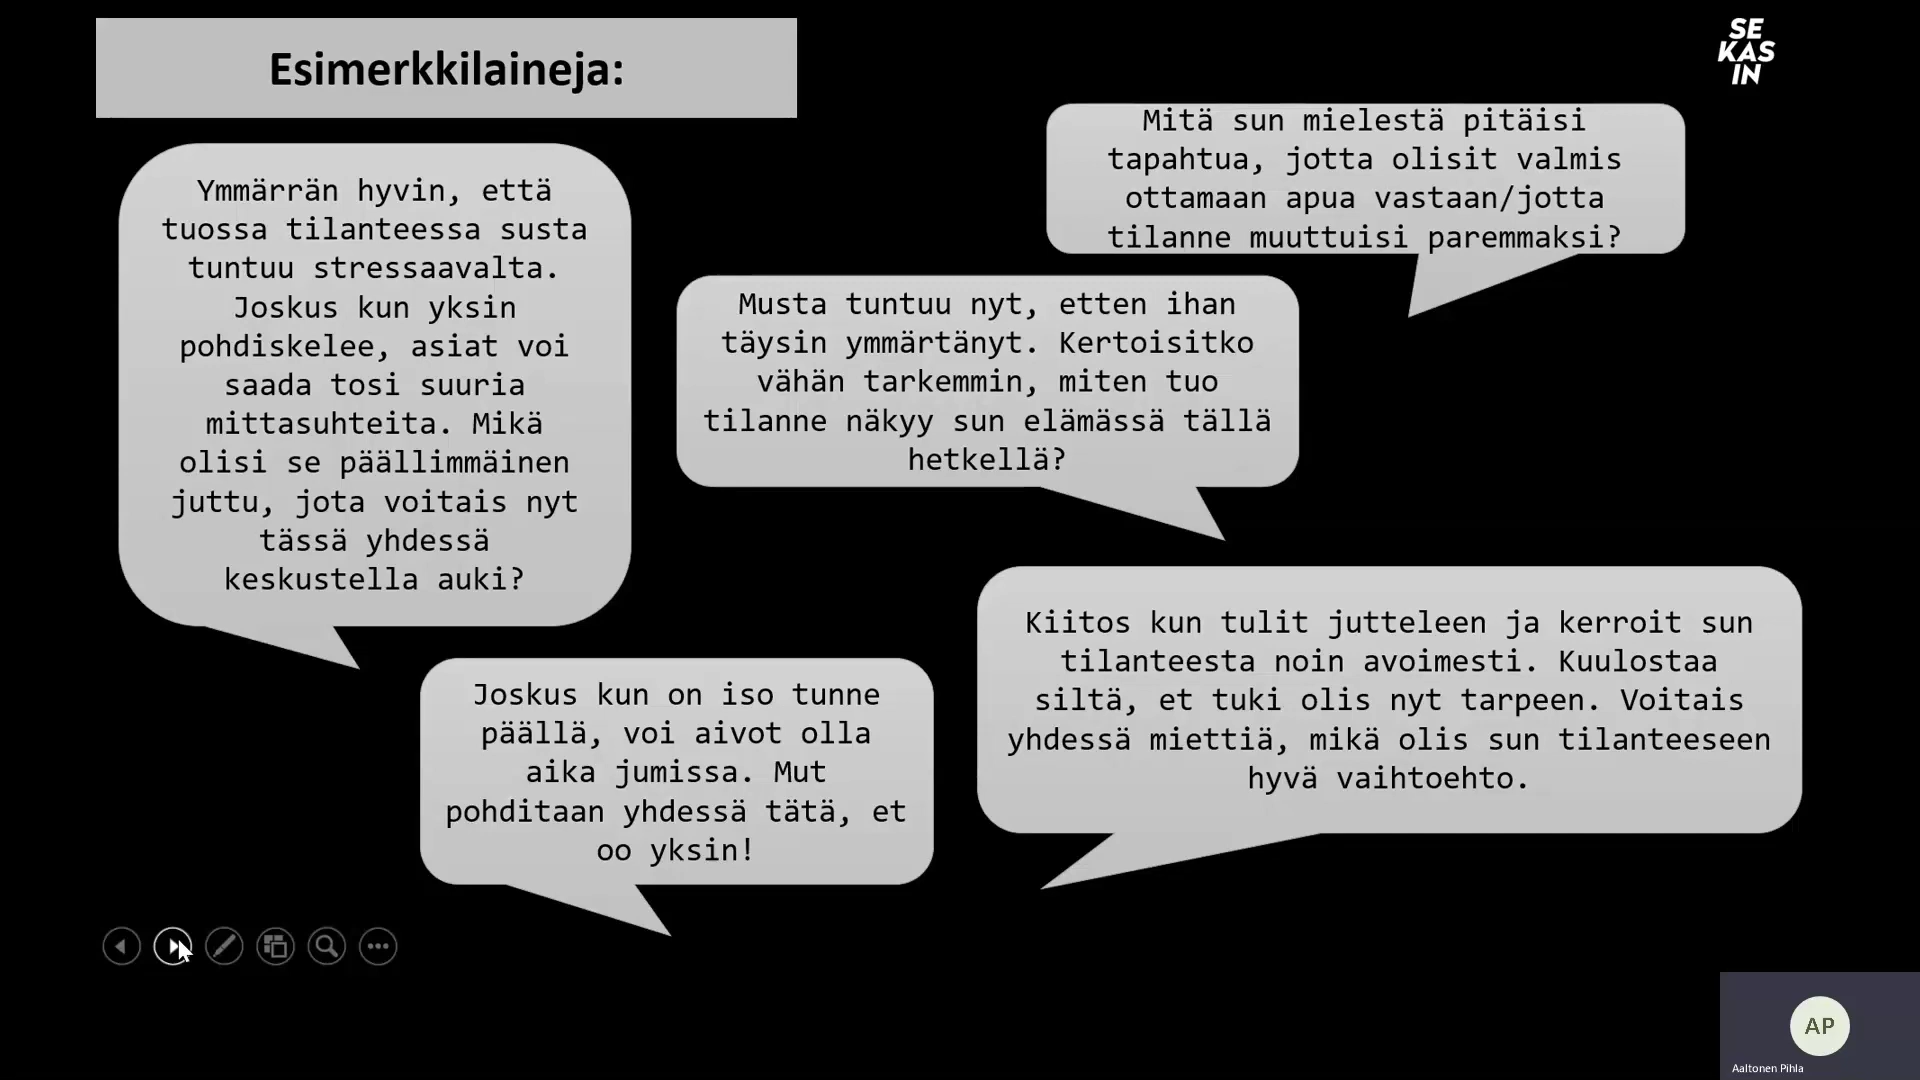 Esimerkkilaineja:
SE
KAS
IN
Ymmärrän hyvin, että
tuossa tilanteessa susta
tuntuu stressaavalta.
Joskus kun yksin
pohdiskelee, asiat voi
saada tosi suuria
mittasuhteita. Mikä
olisi se päällimmäinen
juttu, jota voitais nyt
tässä yhdessä
keskustella auki?
Mitä sun mielestä pitäisi
tapahtua, jotta olisit valmis
ottamaan apua vastaan/jotta
tilanne muuttuisi paremmaksi?
Musta tuntuu nyt, etten ihan
täysin ymmärtänyt. Kertoisitko
vähän tarkemmin, miten tuo
tilanne näkyy sun elämässä tällä
hetkellä?
Joskus kun on iso tunne
päällä, voi aivot olla
aika jumissa. Mut
pohditaan yhdessä tätä, et
oo yksin!
Kiitos kun tulit jutteleen ja kerroit sun
tilanteesta noin avoimesti. Kuulostaa
siltä, et tuki olis nyt tarpeen. Voitais
yhdessä miettiä, mikä olis sun tilanteeseen
hyvä vaihtoehto.
AP
Aaltonen Pihla